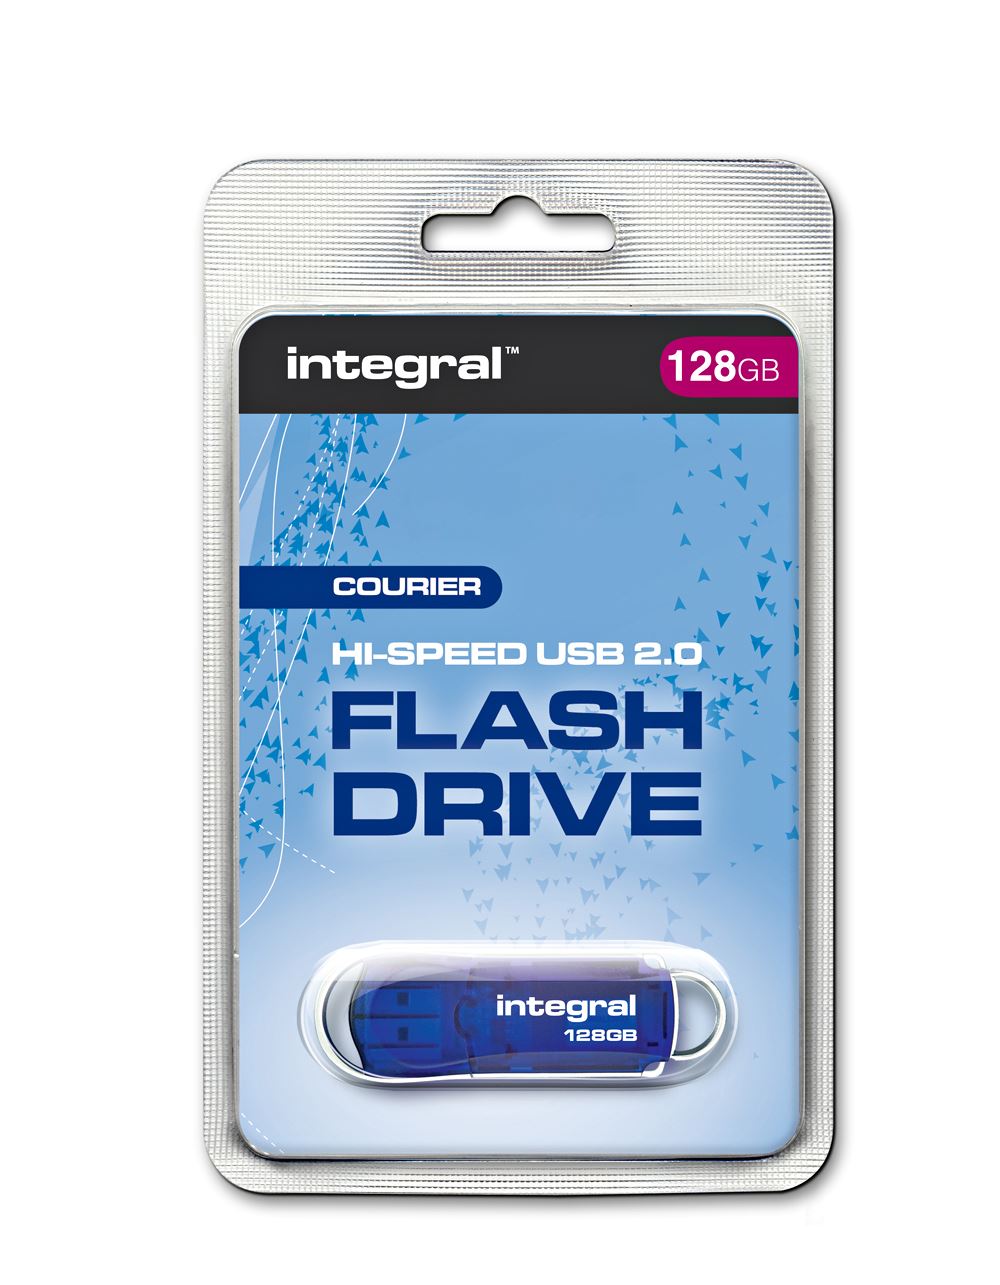 integral™
128GB
COURIER
HI-SPEED USB 2.0
FLASH
DRIVE
integral
128GB